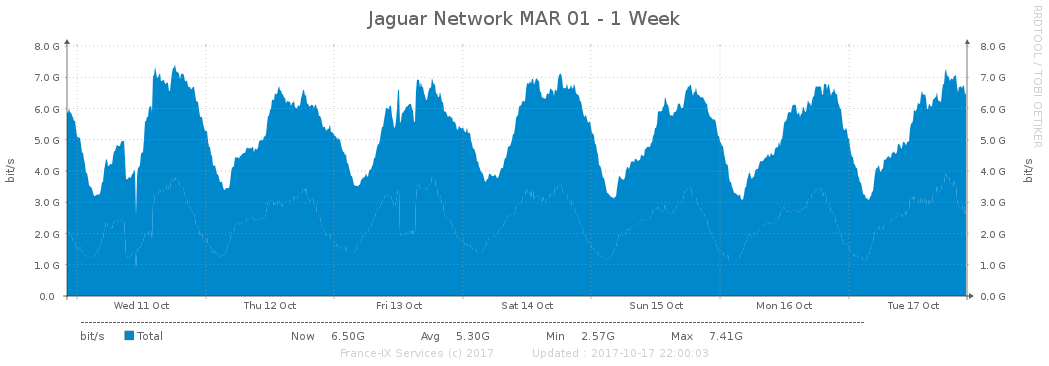 Jaguar Network MAR 01 - 1 Week
RRDTOOL / TOBI OETIKER
8.0 G 8.0 G
7.0 G 7.0 G
6.0 G 6.0 G
5.0 G 5.0 G
4.0 G 4.0 G
3.0 G 3.0 G
2.0 G 2.0 G
1.0 G 1.0 G
0.0 0.0 G
bit/s
bit/s
Wed 11 Oct Thu 12 Oct Fri 13 Oct Sat 14 Oct Sun 15 Oct Mon 16 Oct Tue 17 Oct
bit/s Total Now 6.50G Avg 5.30G Min 2.57G Max 7.41G
France-IX Services (c) 2017 Updated : 2017-10-17 22:00:03